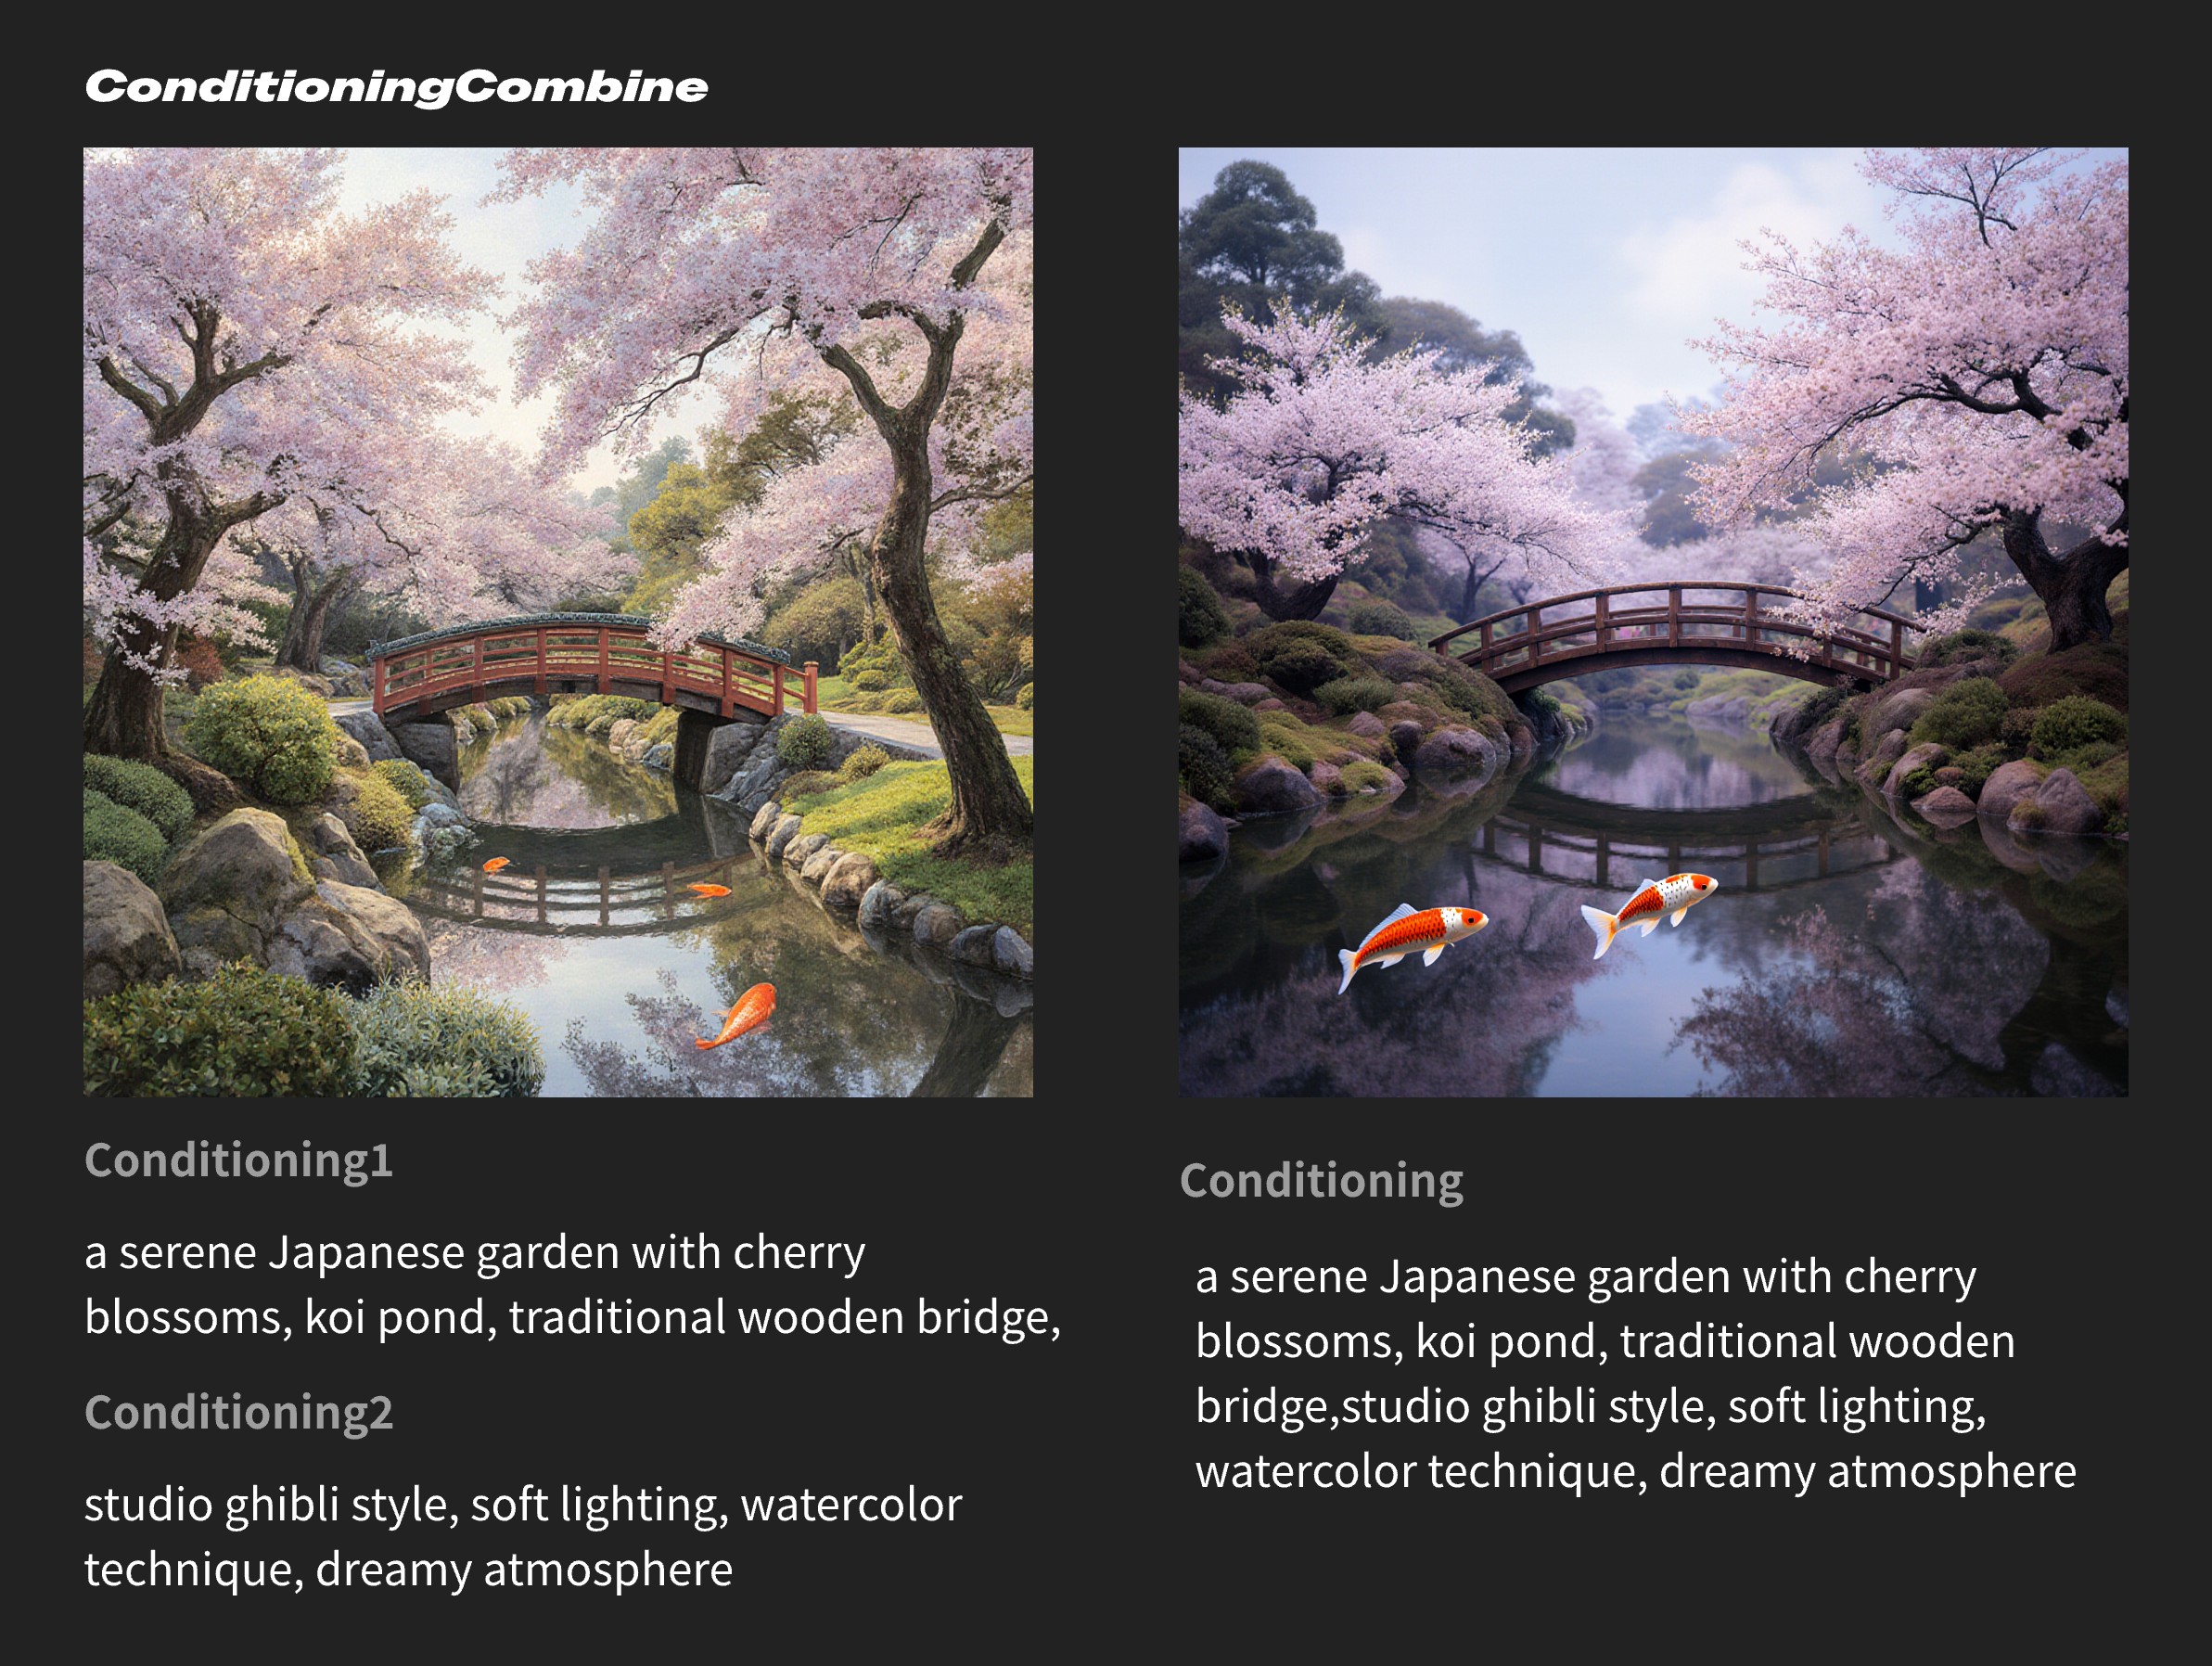 ConditioningCombine
Conditioning1
a serene Japanese garden with cherry
blossoms, koi pond, traditional wooden bridge,
Conditioning2
studio ghibli style, soft lighting, watercolor
technique, dreamy atmosphere
Conditioning
a serene Japanese garden with cherry
blossoms, koi pond, traditional wooden
bridge,studio ghibli style, soft lighting,
watercolor technique, dreamy atmosphere